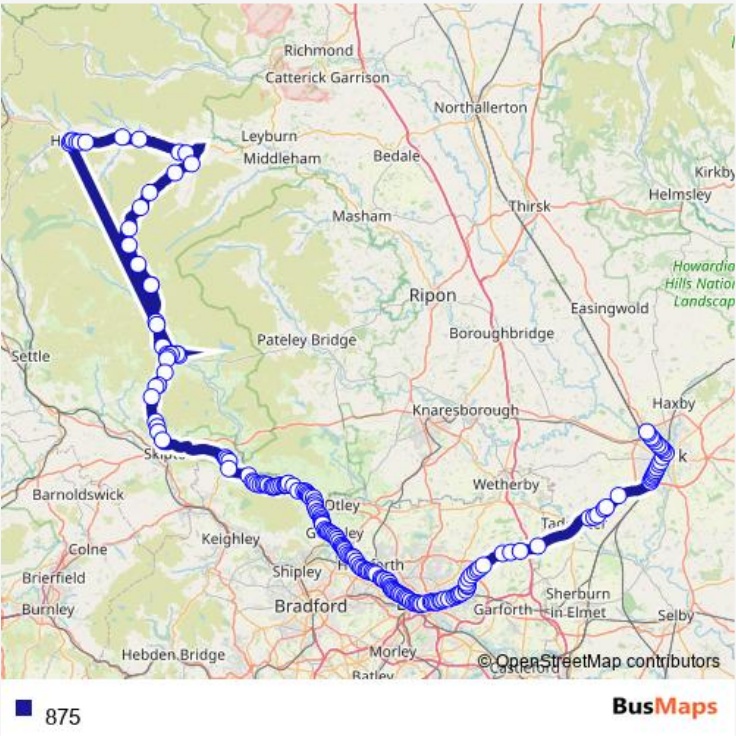 Richmond
Catterick Garrison
Northallerton
Leyburn
Middleham
Bedale
Kirkby
Helmsley
Thirsk
Masham
Howardian
Hills National
Landscape
Ripon
Easingwold
Boroughbridge
Pateley Bridge
Settle
Haxby
Knaresborough
k
Wetherby
Barnoldswick
Otley
Keighley
Colne
Shipley
Brierfield
Burnley
Bradford
Garforth
Sherburn
in Elmet
Selby
Hebden Bridge
Morley
Batley
Castleford
© OpenStreetMap contributors
875
BusMaps